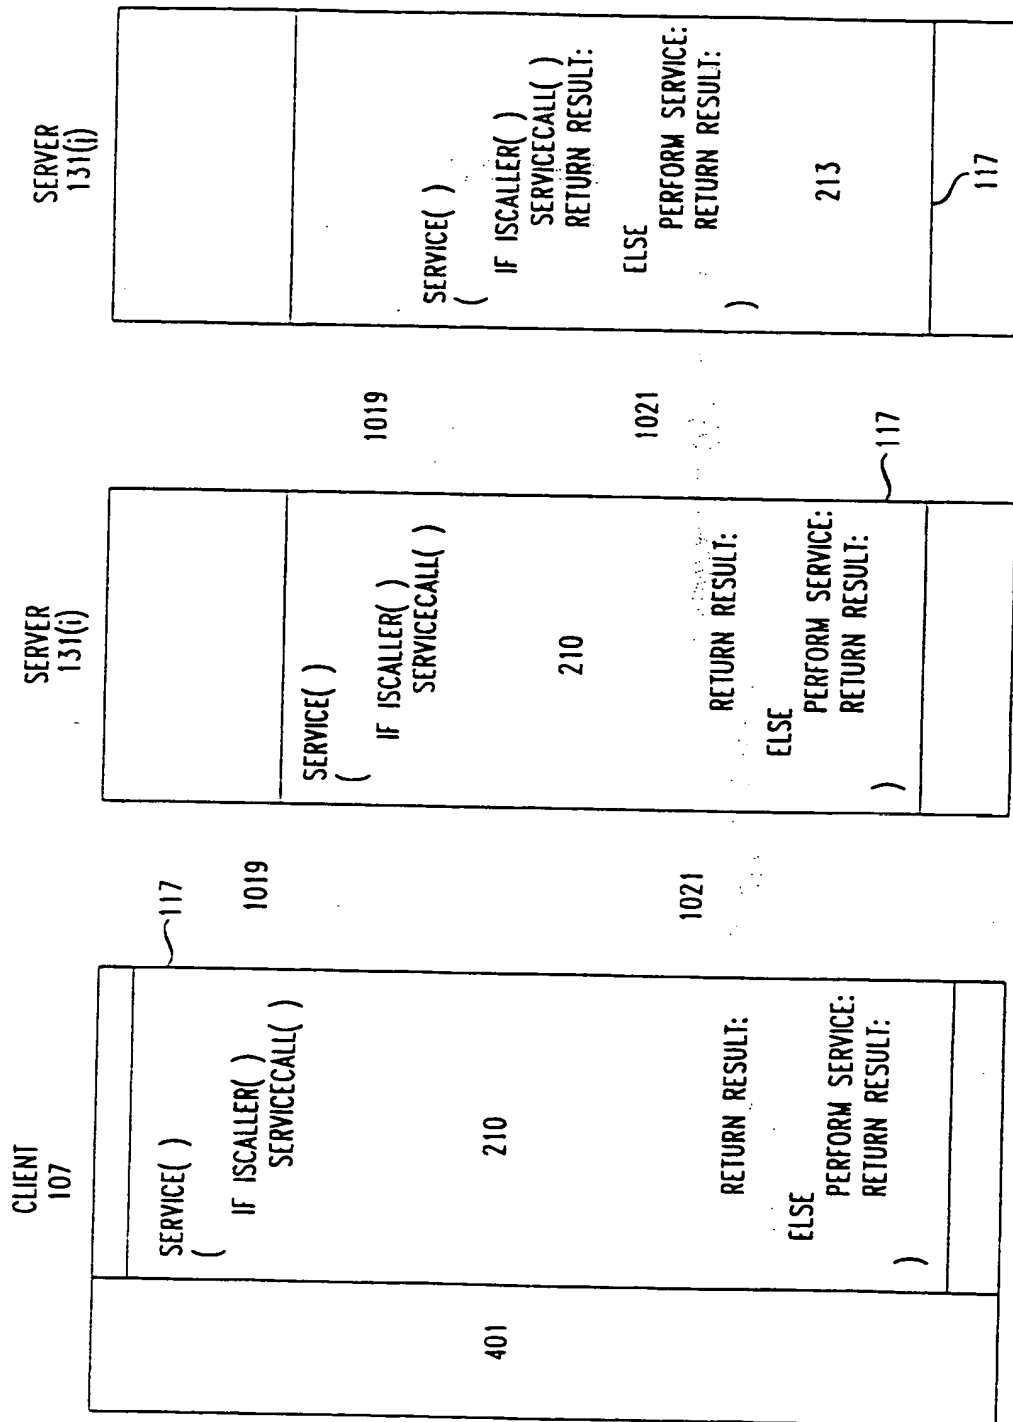 CLIENT
107
117
401
SERVICE( )
(
IF ISCALLER( )
SERVICECALL( )
210
RETURN RESULT:
ELSE
PERFORM SERVICE:
RETURN RESULT:
)
1019
1021
SERVER
131(i)
SERVICE( )
(
IF ISCALLER( )
SERVICECALL( )
210
RETURN RESULT:
ELSE
PERFORM SERVICE:
RETURN RESULT:
)
117
1019
1021
SERVER
131(j)
SERVICE( )
(
IF ISCALLER( )
SERVICECALL( )
RETURN RESULT:
ELSE
PERFORM SERVICE:
RETURN RESULT:
)
213
117